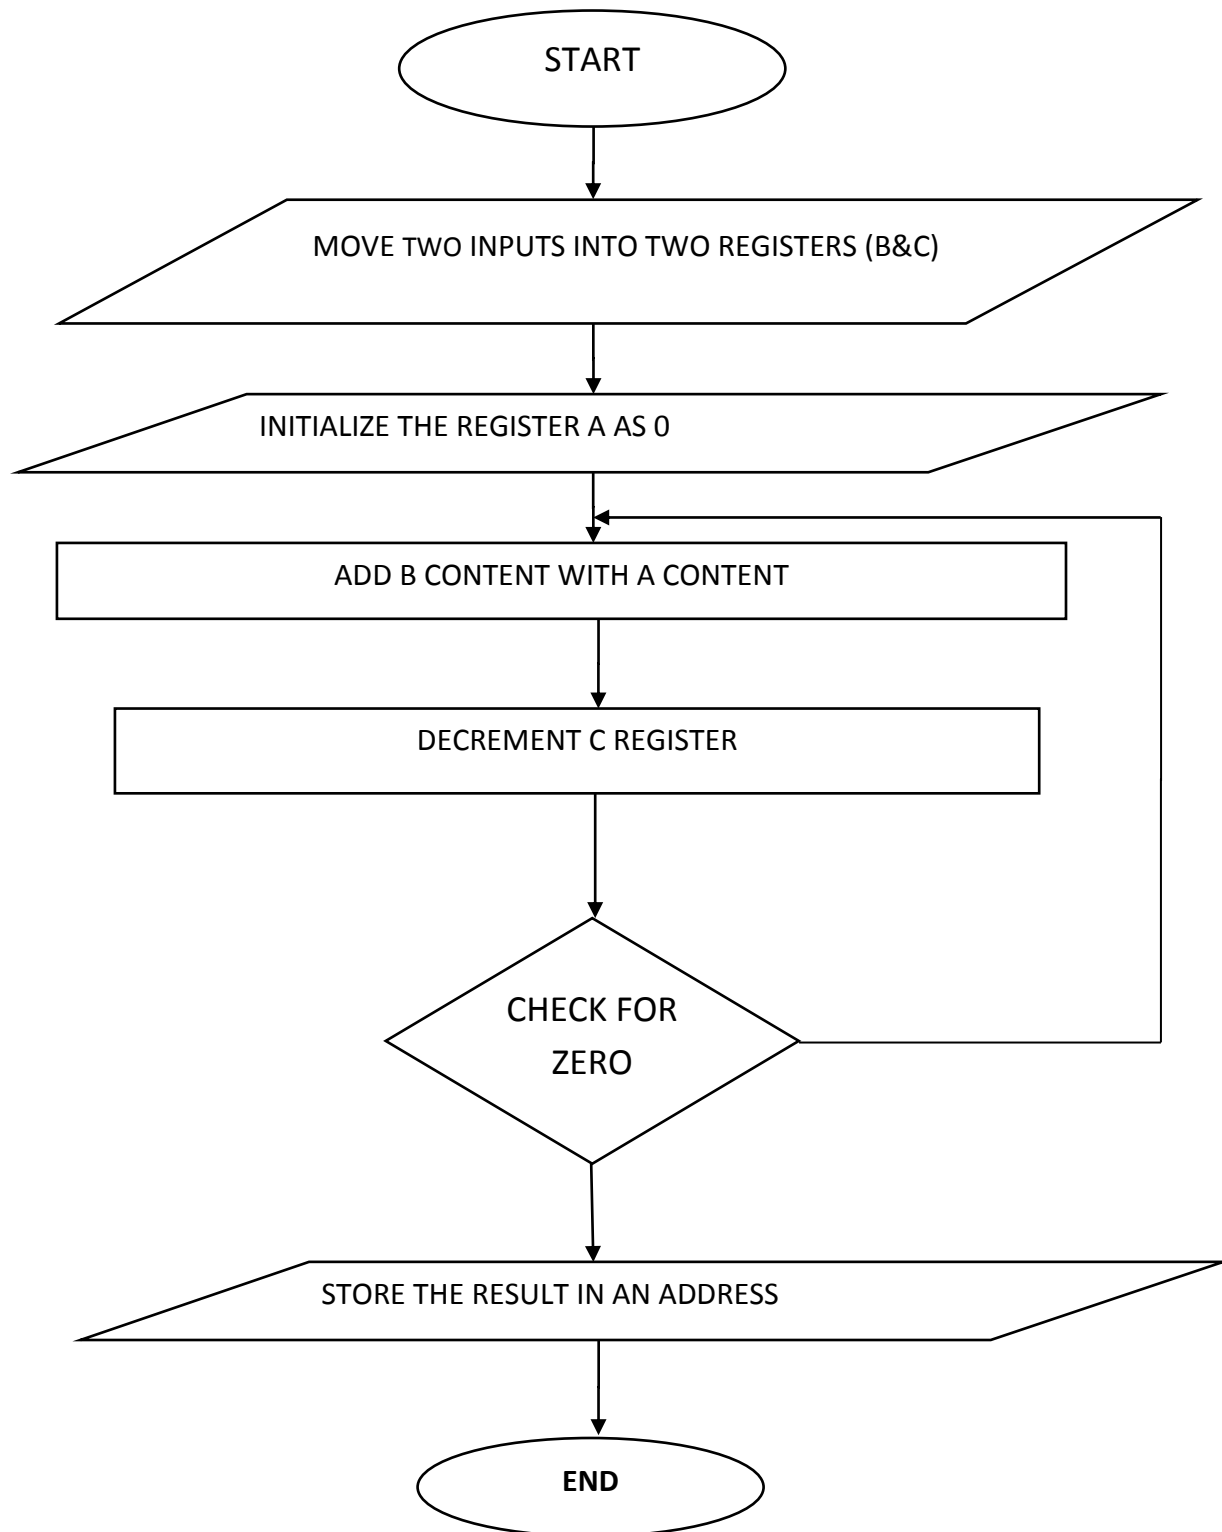 START
MOVE TWO INPUTS INTO TWO REGISTERS (B&C)
INITIALIZE THE REGISTER A AS 0
ADD B CONTENT WITH A CONTENT
DECREMENT C REGISTER
CHECK FOR
ZERO
STORE THE RESULT IN AN ADDRESS
END